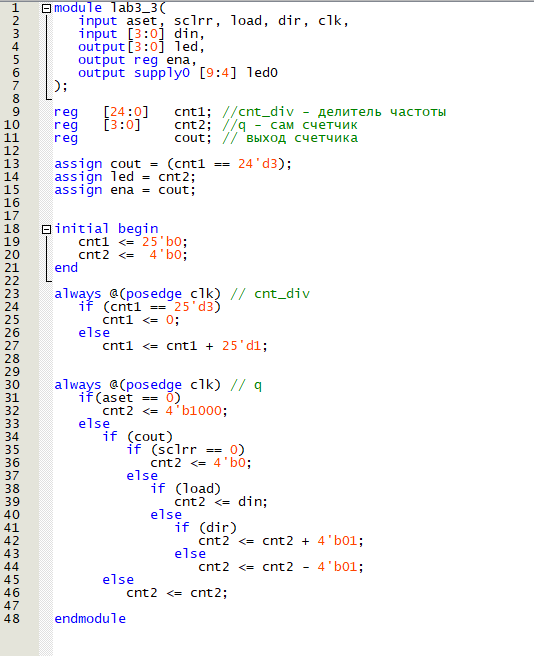 1 module lab3_3(
2    input aset, sclrr, load, dir, clk,
3    input [3:0] din,
4    output[3:0] led,
5    output reg ena,
6    output supply0 [9:4] led0
7 );
8
9 reg   [24:0]   cnt1; //cnt_div - делитель частоты
10 reg   [3:0]    cnt2; //q - сам счетчик
11 reg            cout; // выход счетчика
12
13 assign cout = (cnt1 == 24'd3);
14 assign led = cnt2;
15 assign ena = cout;
16
17
18 initial begin
19    cnt1 <= 25'b0;
20    cnt2 <=  4'b0;
21 end
22
23 always @(posedge clk) // cnt_div
24    if (cnt1 == 25'd3)
25       cnt1 <= 0;
26    else
27       cnt1 <= cnt1 + 25'd1;
28
29
30 always @(posedge clk) // q
31    if(aset == 0)
32       cnt2 <= 4'b1000;
33    else
34       if (cout)
35          if (sclrr == 0)
36             cnt2 <= 4'b0;
37          else
38             if (load)
39                cnt2 <= din;
40             else
41                if (dir)
42                   cnt2 <= cnt2 + 4'b01;
43                else
44                   cnt2 <= cnt2 - 4'b01;
45       else
46          cnt2 <= cnt2;
47
48 endmodule